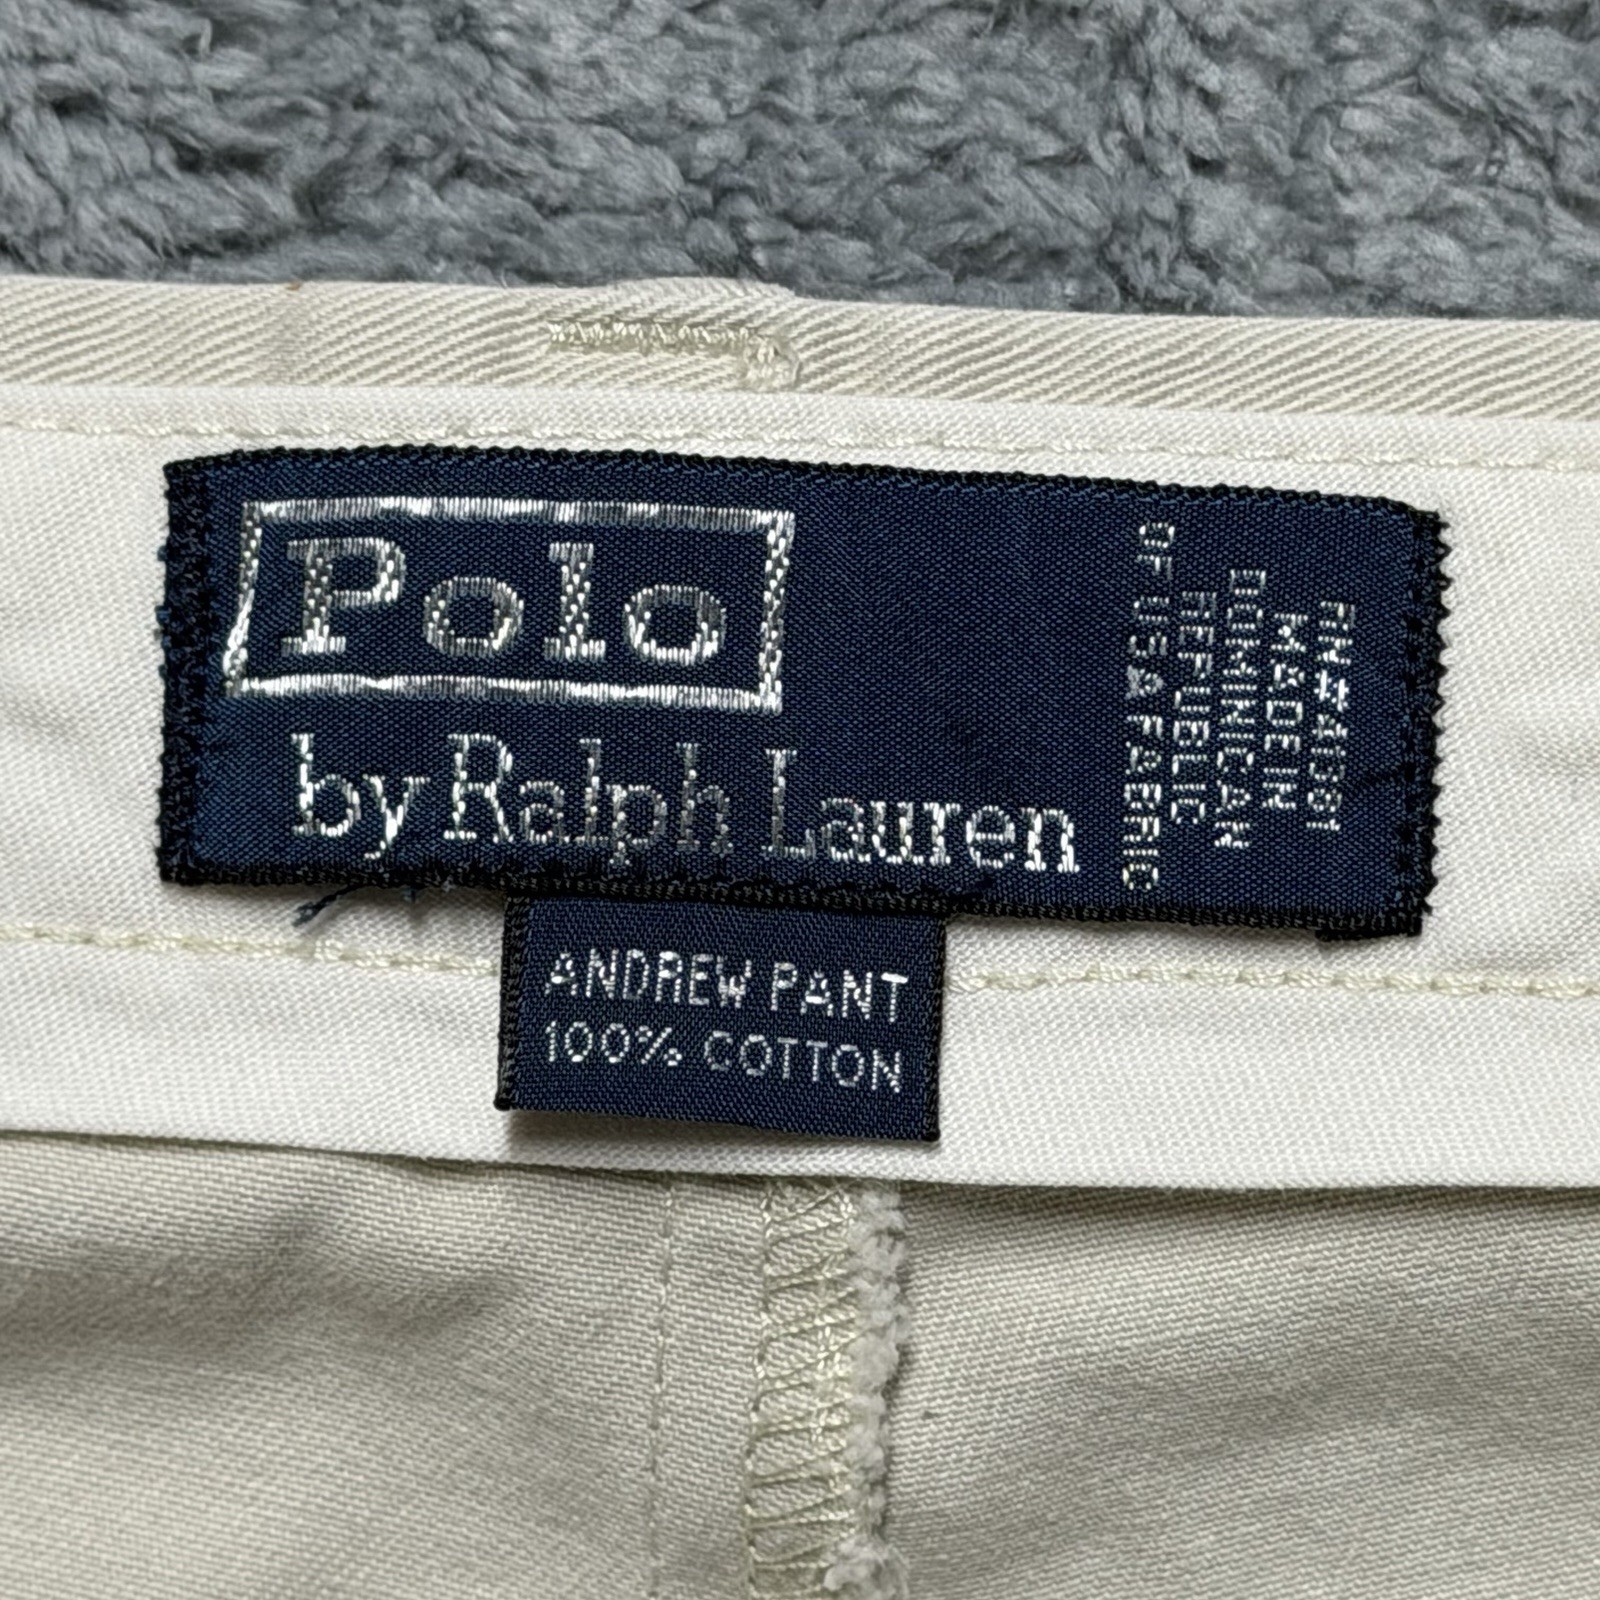 Polo
by Ralph Lauren
RN#41381
MADE IN
DOMINICAN
REPUBLIC
OF USA FABRIC
ANDREW PANT
100% COTTON